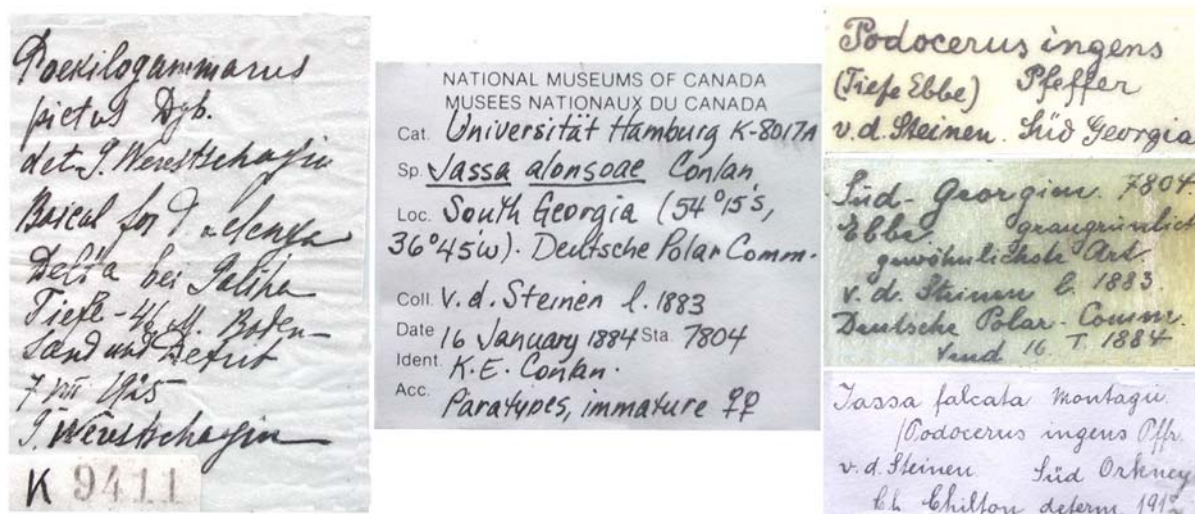 Poekilogammarus
pictus Dyb.
det. G. Werestschagin
Baical for d Selenga
Delta bei
Tiefe - 46 M. Boden -
Sand und Detrit
7 VIII 1925
G. Werestschagin
K 9411
NATIONAL MUSEUMS OF CANADA
MUSEES NATIONAUX DU CANADA
Cat. Universität Hamburg K-8017A
Sp. Jassa alonsoae Conlan
Loc. South Georgia (54°15's,
36°45'w). Deutsche Polar Comm.
Coll. V.d. Steinen l. 1883
Date 16 January 1884 Sta. 7804
Ident. K.E. Conlan.
Acc. Paratypes, immature ♀♀
Podocerus ingens
(Tiefe Ebbe) Pfeffer
v. d. Steinen. Süd Georgia
Süd-Georgien. 7804.
Ebbe. graugrünlich
gewöhnlichste Art
v. d. Steinen l. 1883.
Deutsche Polar-Comm.
vend 16. I. 1884
Jassa falcata Montagu.
/Podocerus ingens Pffr.
v. d. Steinen Süd Orkney
Ch. Chilton determ. 1912